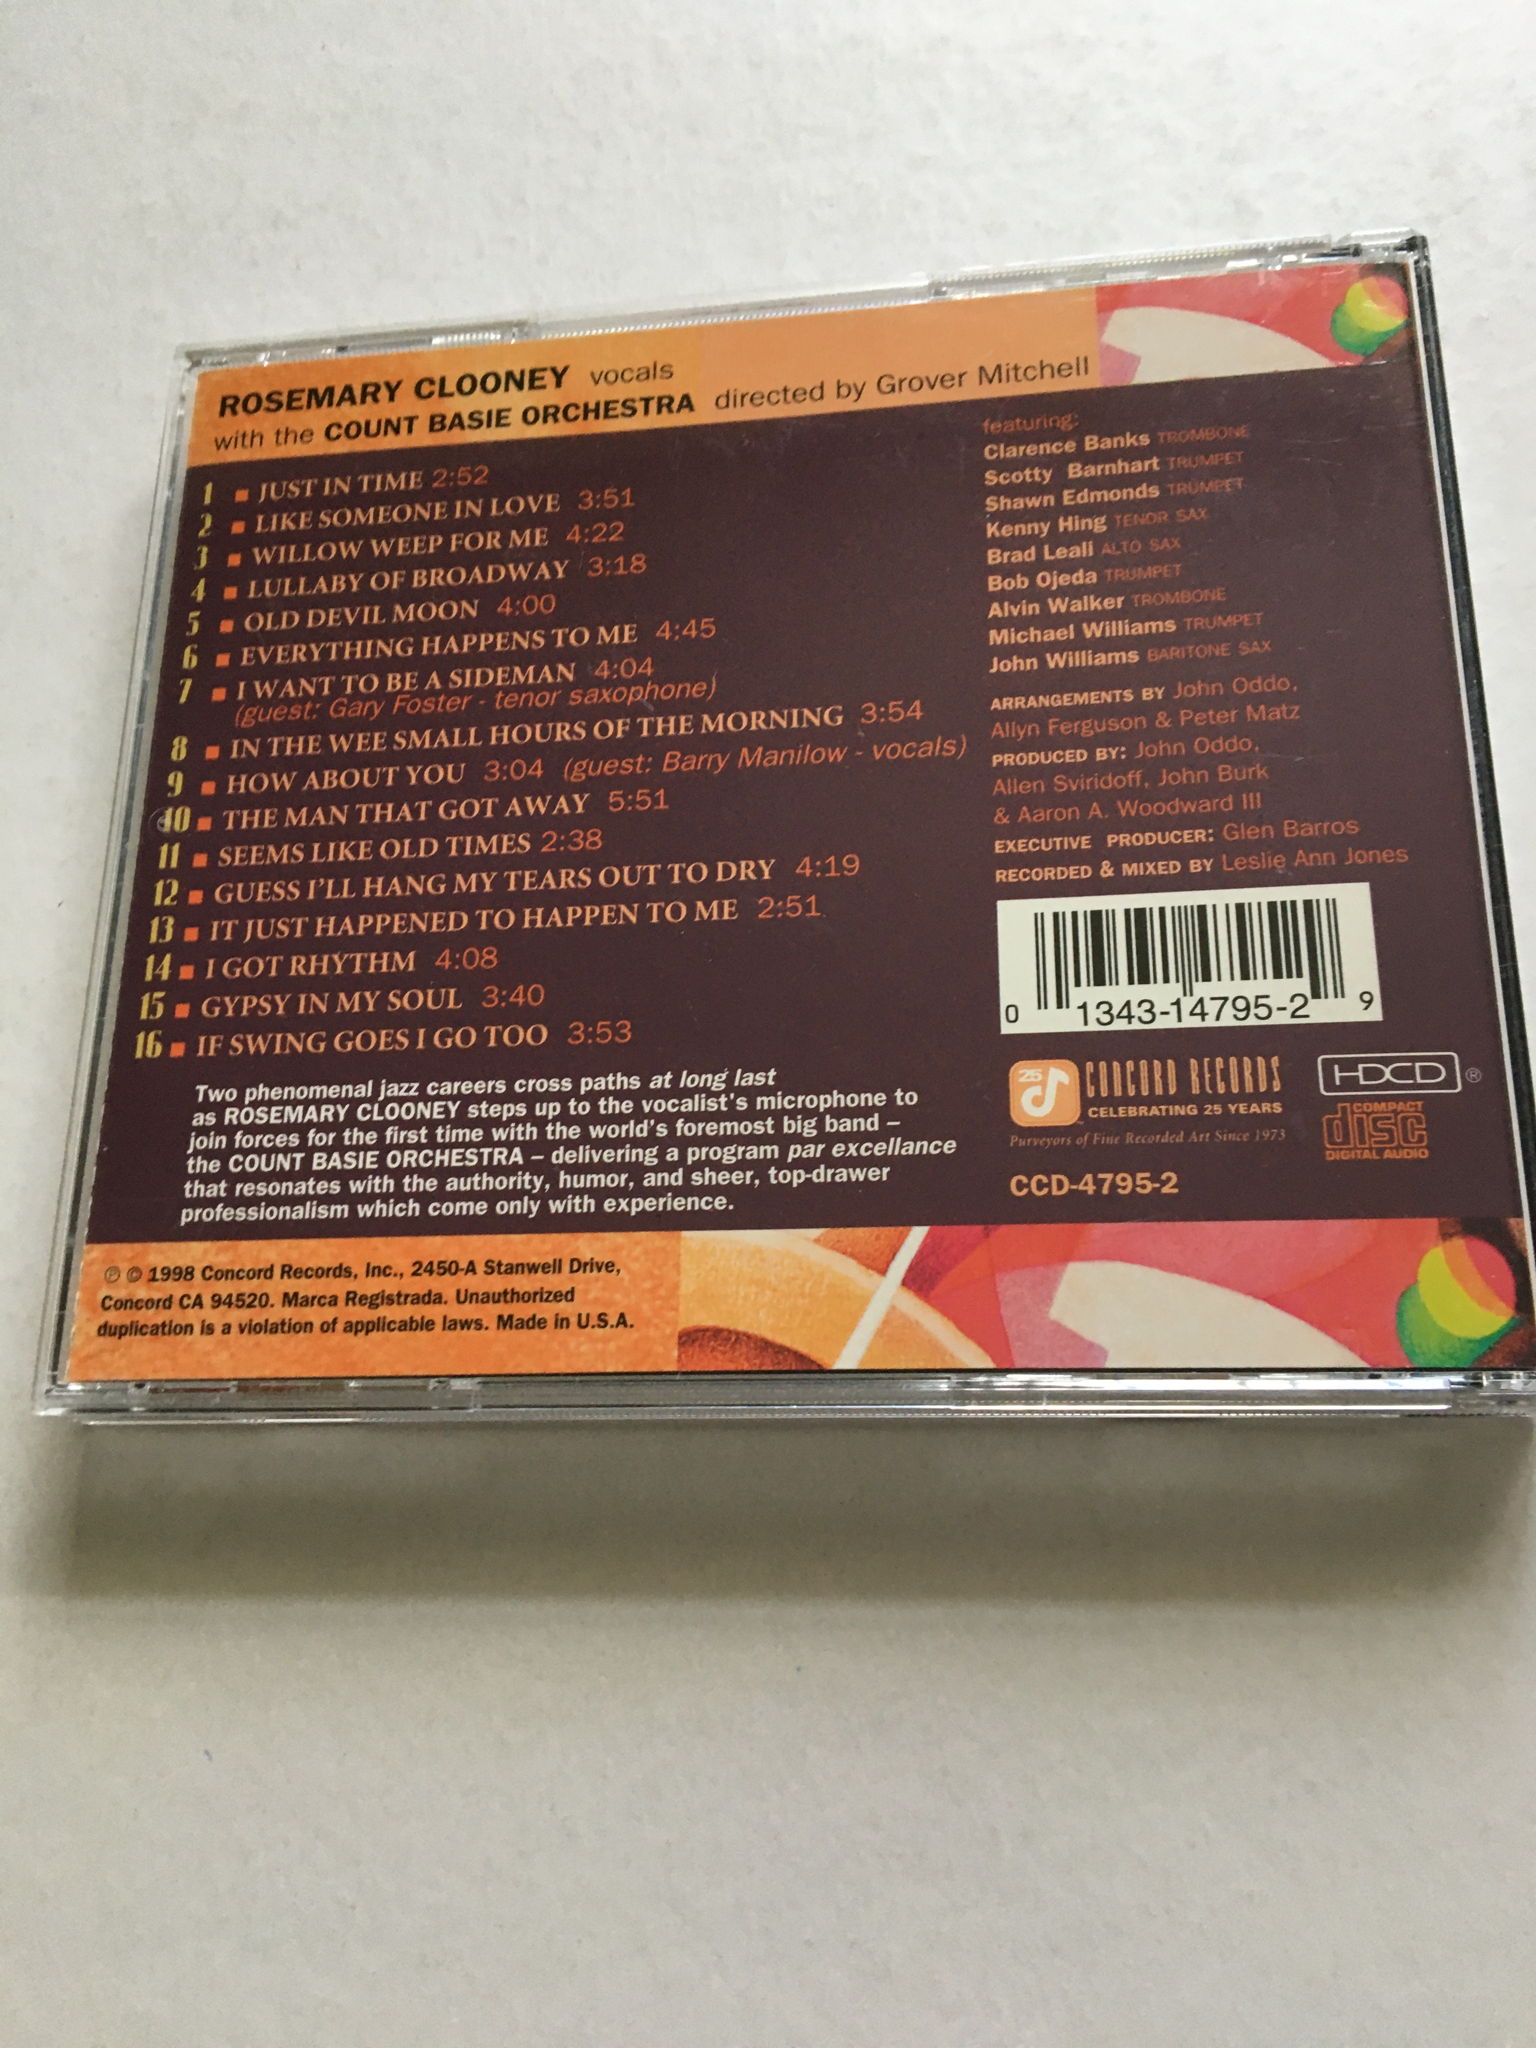 ROSEMARY CLOONEY vocals
with the COUNT BASIE ORCHESTRA directed by Grover Mitchell
1 ■ JUST IN TIME 2:52
2 ■ LIKE SOMEONE IN LOVE 3:51
3 ■ WILLOW WEEP FOR ME 4:22
4 ■ LULLABY OF BROADWAY 3:18
5 ■ OLD DEVIL MOON 4:00
6 ■ EVERYTHING HAPPENS TO ME 4:45
7 ■ I WANT TO BE A SIDEMAN 4:04
(guest: Gary Foster - tenor saxophone)
8 ■ IN THE WEE SMALL HOURS OF THE MORNING 3:54
9 ■ HOW ABOUT YOU 3:04 (guest: Barry Manilow - vocals)
10 ■ THE MAN THAT GOT AWAY 5:51
11 ■ SEEMS LIKE OLD TIMES 2:38
12 ■ GUESS I'LL HANG MY TEARS OUT TO DRY 4:19
13 ■ IT JUST HAPPENED TO HAPPEN TO ME 2:51
14 ■ I GOT RHYTHM 4:08
15 ■ GYPSY IN MY SOUL 3:40
16 ■ IF SWING GOES I GO TOO 3:53
Two phenomenal jazz careers cross paths at long last
as ROSEMARY CLOONEY steps up to the vocalist's microphone to
join forces for the first time with the world's foremost big band –
the COUNT BASIE ORCHESTRA – delivering a program par excellance
that resonates with the authority, humor, and sheer, top-drawer
professionalism which come only with experience.
featuring:
Clarence Banks TROMBONE
Scotty Barnhart TRUMPET
Shawn Edmonds TRUMPET
Kenny Hing TENOR SAX
Brad Leali ALTO SAX
Bob Ojeda TRUMPET
Alvin Walker TROMBONE
Michael Williams TRUMPET
John Williams BARITONE SAX
ARRANGEMENTS BY John Oddo,
Allyn Ferguson & Peter Matz
PRODUCED BY: John Oddo,
Allen Sviridoff, John Burk
& Aaron A. Woodward III
EXECUTIVE PRODUCER: Glen Barros
RECORDED & MIXED BY Leslie Ann Jones
0 1343-14795-2 9
25 CONCORD RECORDS
CELEBRATING 25 YEARS
Purveyors of Fine Recorded Art Since 1973
HDCD ®
COMPACT
disc
DIGITAL AUDIO
CCD-4795-2
℗ © 1998 Concord Records, Inc., 2450-A Stanwell Drive,
Concord CA 94520. Marca Registrada. Unauthorized
duplication is a violation of applicable laws. Made in U.S.A.